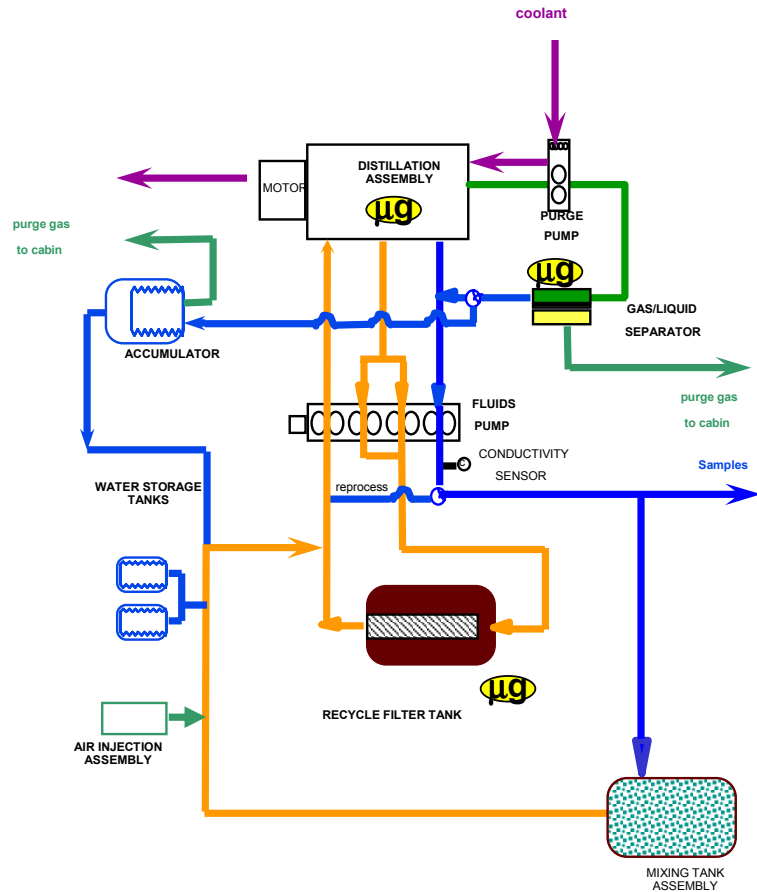 coolant
DISTILLATION
ASSEMBLY
MOTOR
µg
PURGE
PUMP
purge gas
to cabin
µg
GAS/LIQUID
SEPARATOR
ACCUMULATOR
purge gas
to cabin
FLUIDS
PUMP
CONDUCTIVITY
SENSOR
C
Samples
WATER STORAGE
TANKS
reprocess
µg
RECYCLE FILTER TANK
AIR INJECTION
ASSEMBLY
MIXING TANK
ASSEMBLY